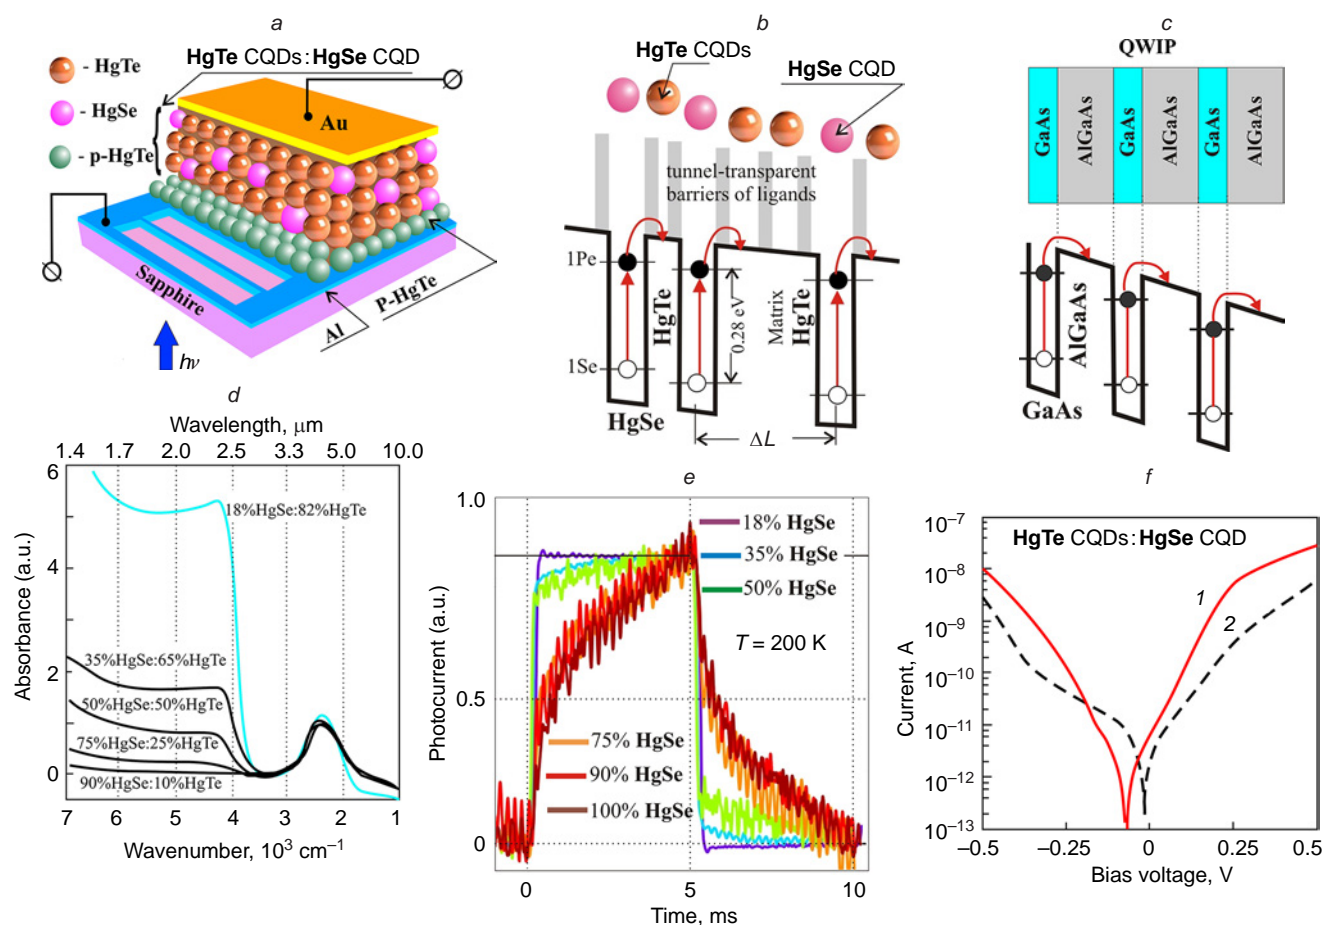 a
HgTe CQDs:HgSe CQD
- HgTe
- HgSe
- p-HgTe
Au
Sapphire
P-HgTe
Al
hν
b
HgTe CQDs
HgSe CQD
tunnel-transparent
barriers of ligands
1Pe
1Se
HgTe
0.28 eV
Matrix
HgTe
HgSe
ΔL
c
QWIP
GaAs
AlGaAs
GaAs
AlGaAs
GaAs
AlGaAs
AlGaAs
GaAs
d
Wavelength, μm
1.4 1.7 2.0 2.5 3.3 5.0 10.0
Absorbance (a.u.)
6
4
2
0
18%HgSe:82%HgTe
35%HgSe:65%HgTe
50%HgSe:50%HgTe
75%HgSe:25%HgTe
90%HgSe:10%HgTe
7 6 5 4 3 2 1
Wavenumber, 10³ cm⁻¹
e
Photocurrent (a.u.)
1.0
0.5
0
18% HgSe
35% HgSe
50% HgSe
T = 200 K
75% HgSe
90% HgSe
100% HgSe
0 5 10
Time, ms
f
HgTe CQDs:HgSe CQD
Current, A
10⁻⁷
10⁻⁸
10⁻⁹
10⁻¹⁰
10⁻¹¹
10⁻¹²
10⁻¹³
1
2
–0.5 –0.25 0 0.25 0.5
Bias voltage, V